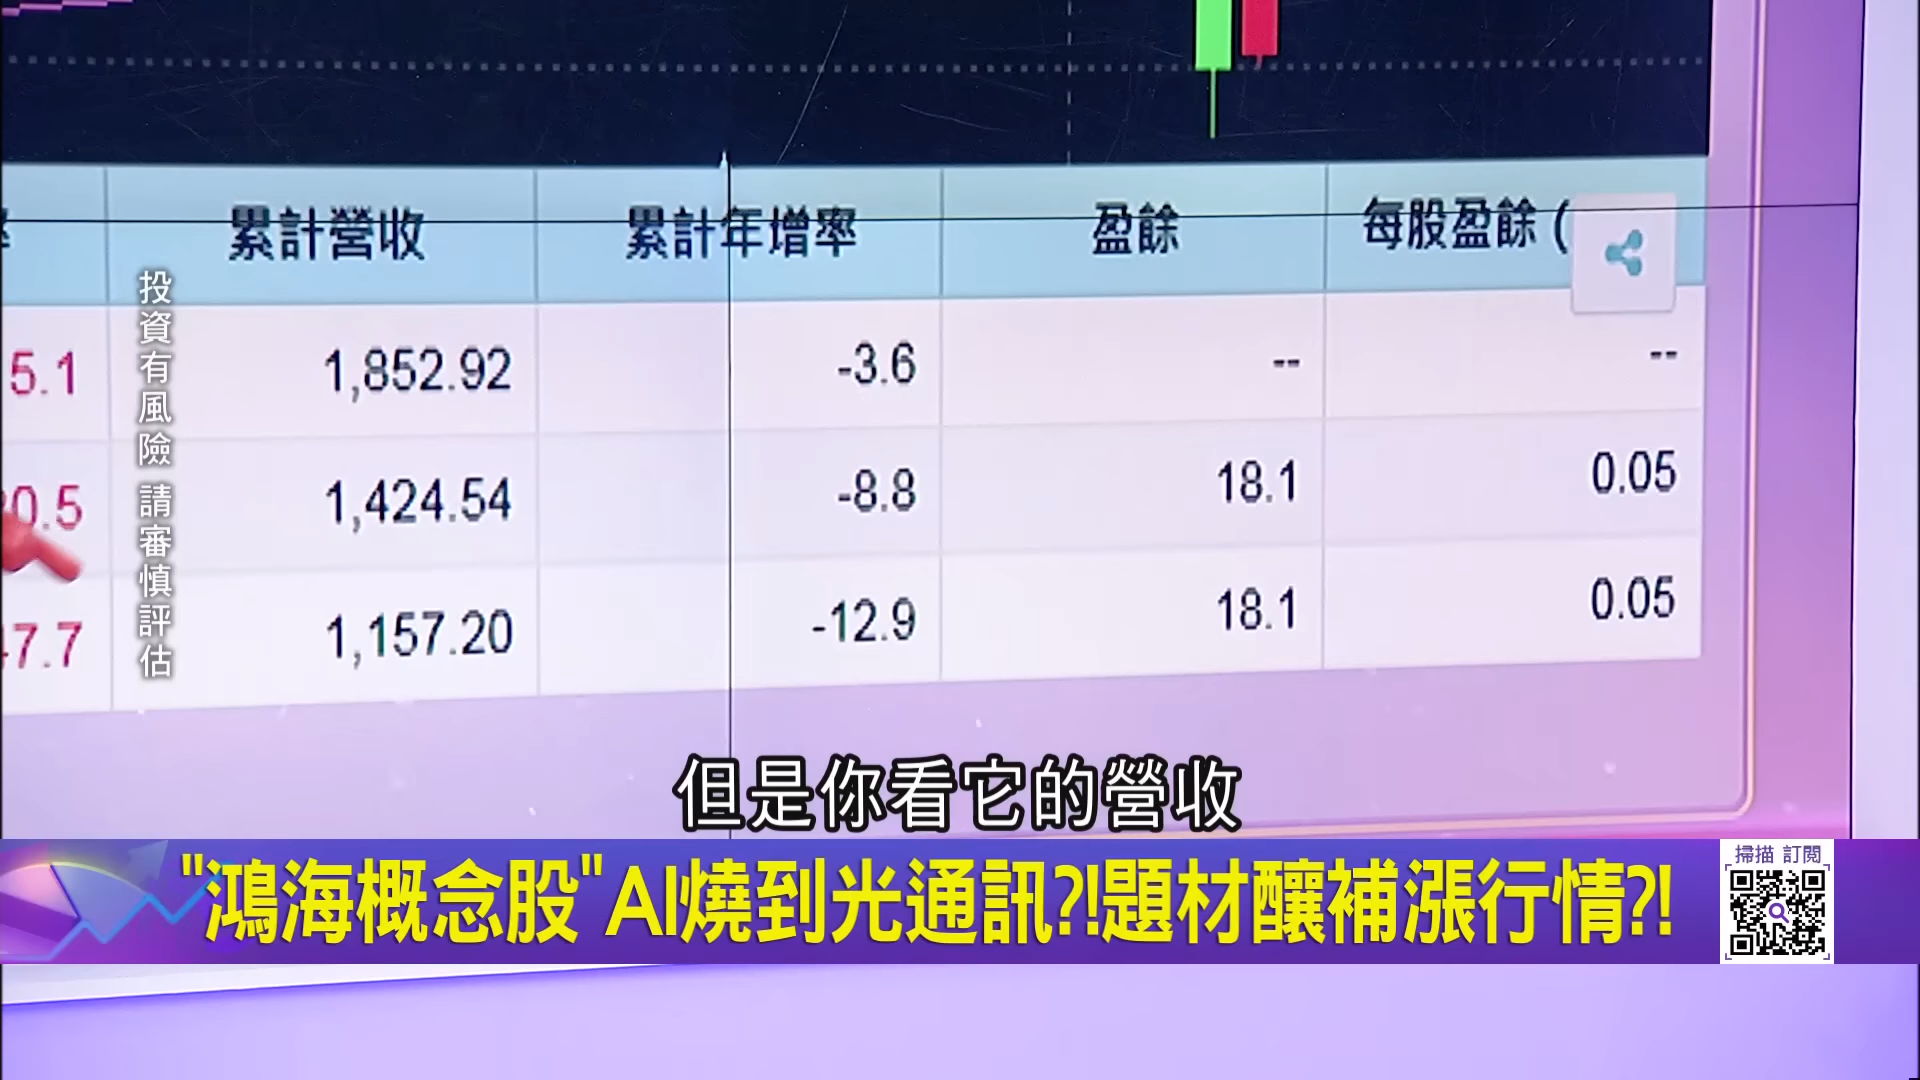 累計營收 累計年增率 盈餘 每股盈餘 (
5.1 1,852.92 -3.6 -- --
0.5 1,424.54 -8.8 18.1 0.05
47.7 1,157.20 -12.9 18.1 0.05
投資有風險 請審慎評估
但是你看它的營收
"鴻海概念股"AI燒到光通訊?!題材釀補漲行情?!
掃描 訂閱